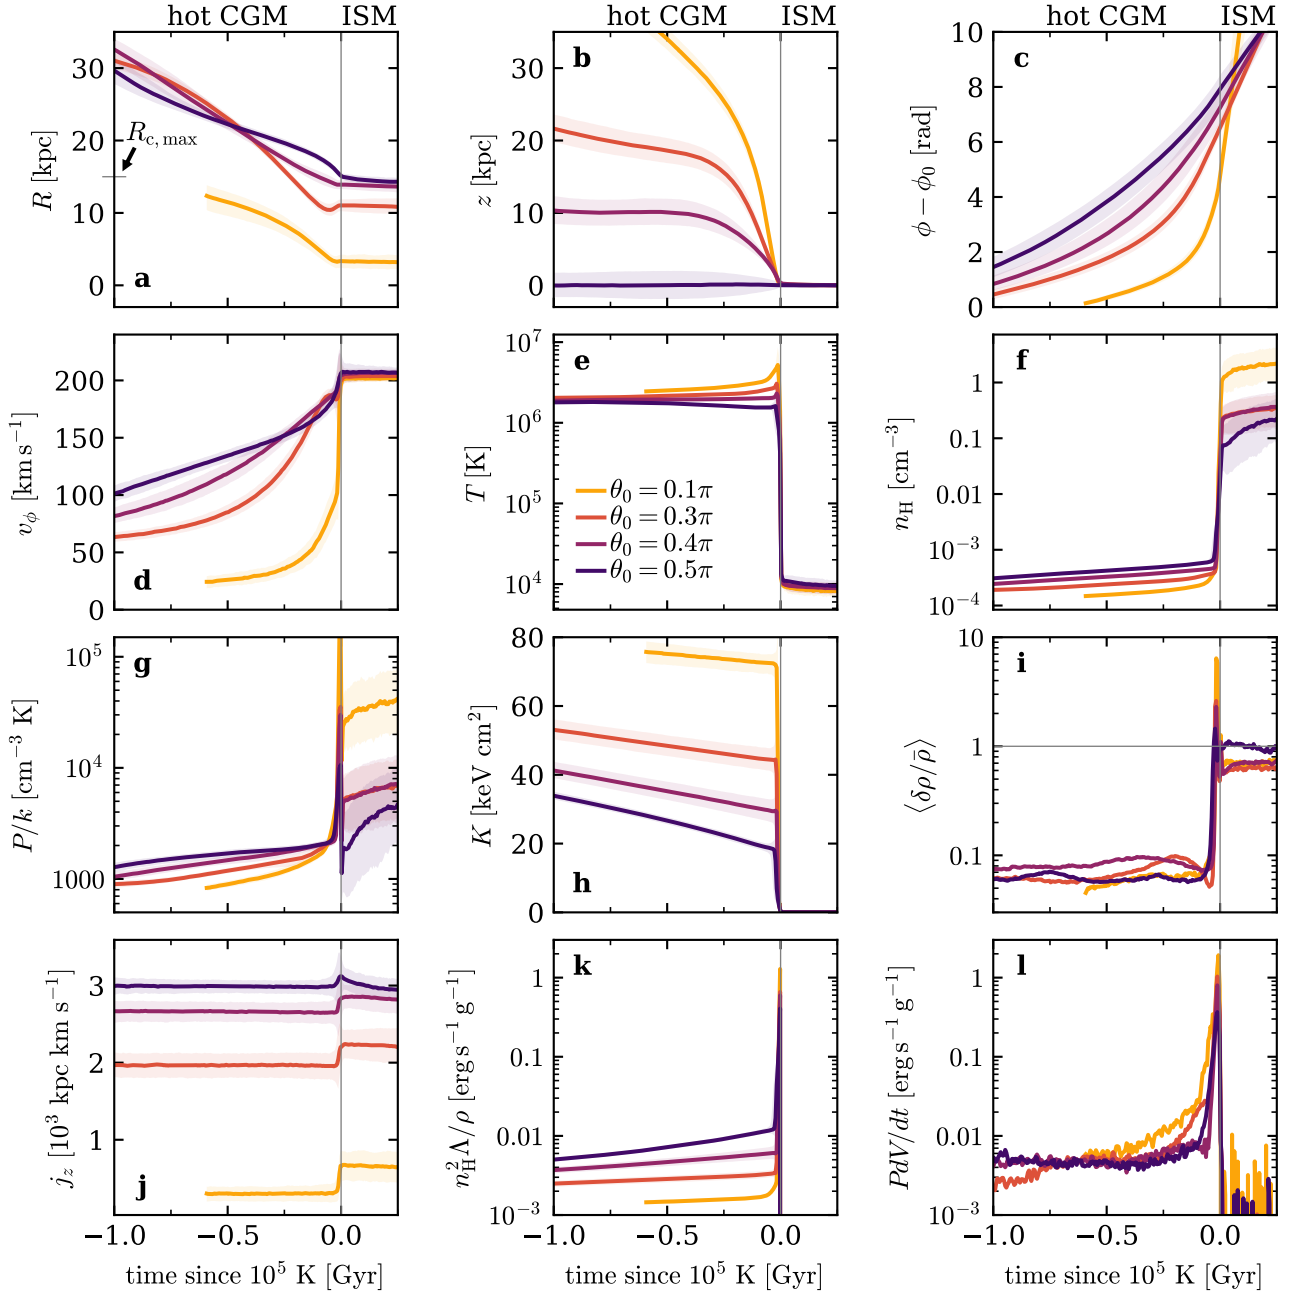 hot CGM ISM hot CGM ISM hot CGM ISM
30
20
10
0
R [kpc]
R_{c, max}
a
30
20
10
0
z [kpc]
b
10
8
6
4
2
0
ϕ − ϕ_0 [rad]
c
200
150
100
50
0
v_ϕ [km s^{−1}]
d
10^7
10^6
10^5
10^4
T [K]
e
θ_0 = 0.1π
θ_0 = 0.3π
θ_0 = 0.4π
θ_0 = 0.5π
1
0.1
0.01
10^{−3}
10^{−4}
n_H [cm^{−3}]
f
10^5
10^4
1000
P/k [cm^{−3} K]
g
80
60
40
20
0
K [keV cm^2]
h
10
1
0.1
⟨δρ/ρ̄⟩
i
3
2
1
j_z [10^3 kpc km s^{−1}]
j
1
0.1
0.01
10^{−3}
n_H^2 Λ/ρ [erg s^{−1} g^{−1}]
k
1
0.1
0.01
10^{−3}
PdV/dt [erg s^{−1} g^{−1}]
l
−1.0 −0.5 0.0 −1.0 −0.5 0.0 −1.0 −0.5 0.0
time since 10^5 K [Gyr] time since 10^5 K [Gyr] time since 10^5 K [Gyr]